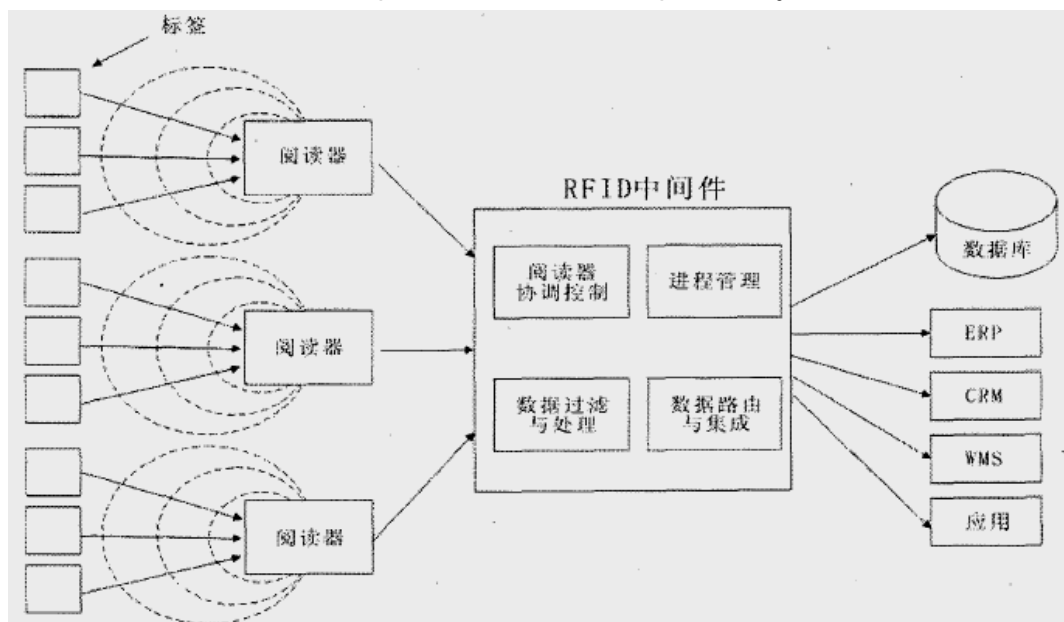 标签
阅读器
阅读器
阅读器
RFID中间件
阅读器
协调控制
进程管理
数据过滤
与处理
数据路由
与集成
数据库
ERP
CRM
WMS
应用